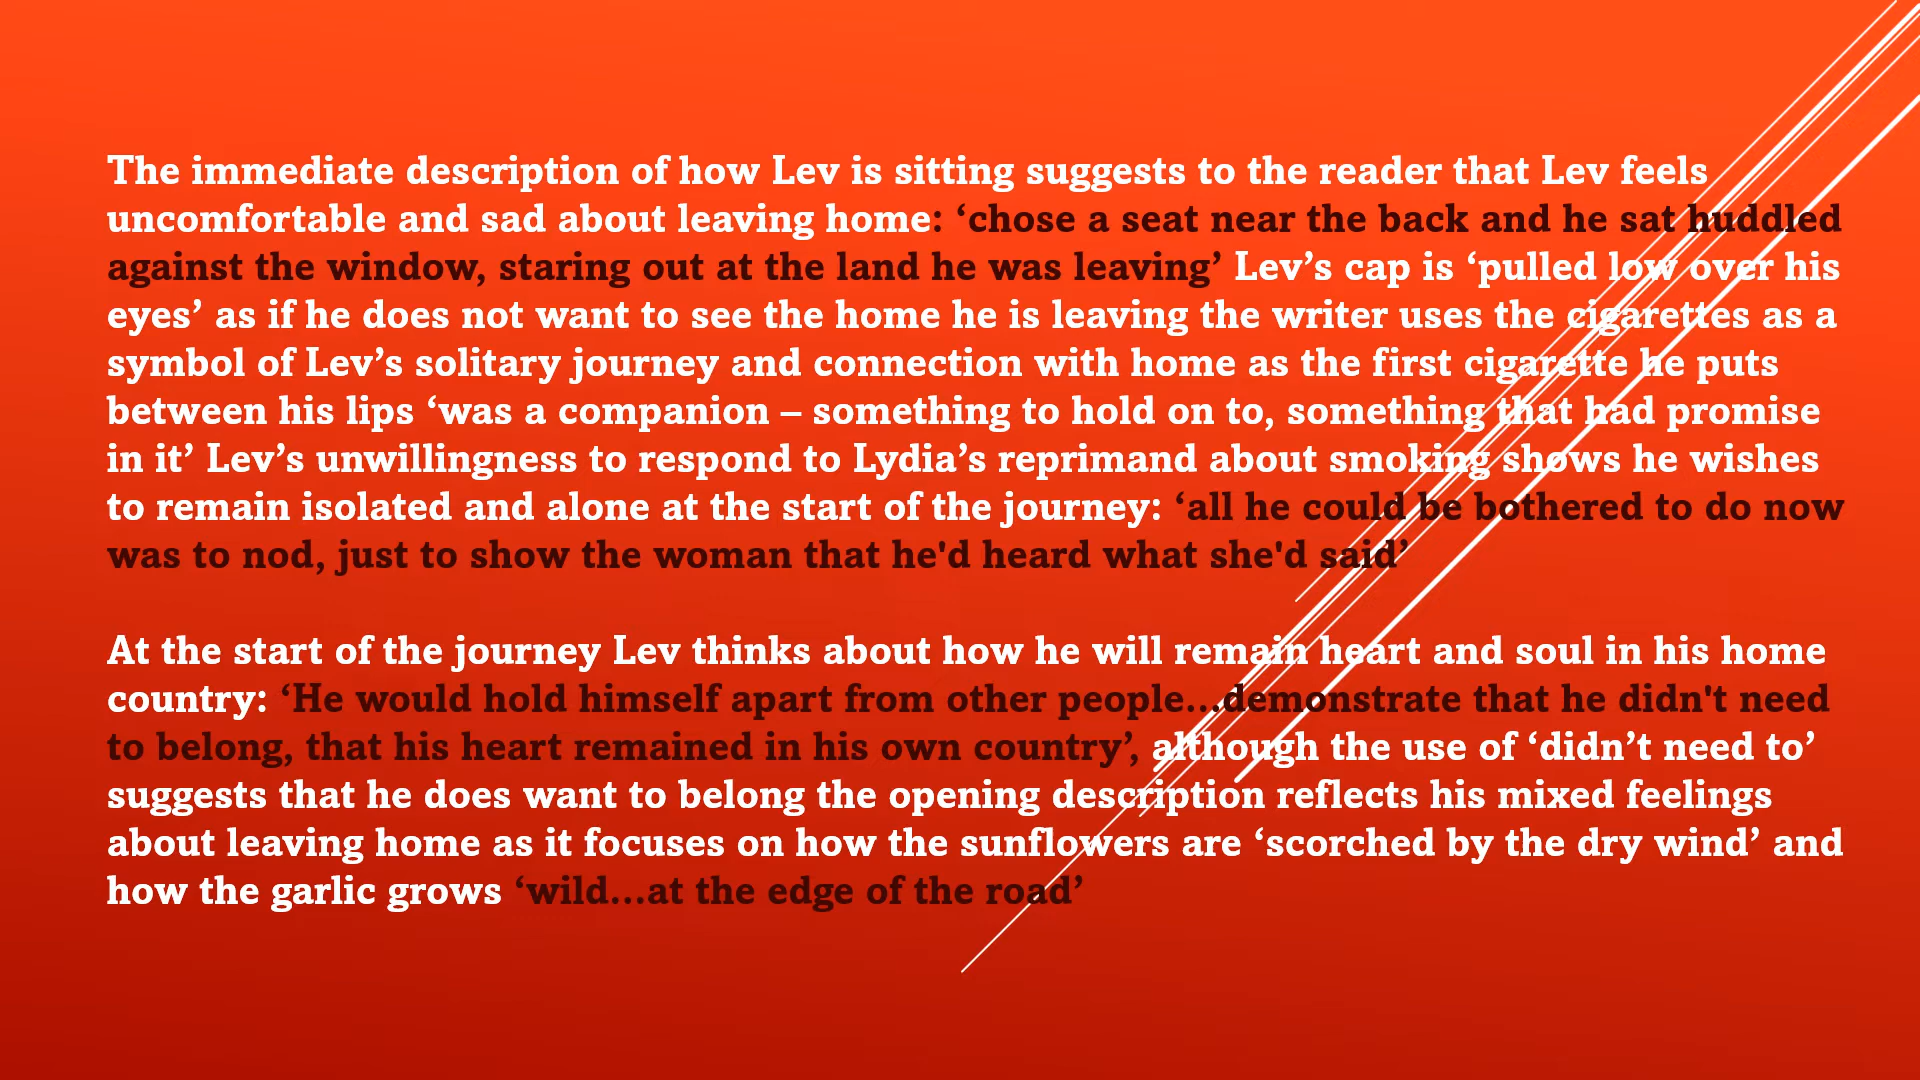 The immediate description of how Lev is sitting suggests to the reader that Lev feels
uncomfortable and sad about leaving home: ‘chose a seat near the back and he sat huddled
against the window, staring out at the land he was leaving’ Lev’s cap is ‘pulled low over his
eyes’ as if he does not want to see the home he is leaving the writer uses the cigarettes as a
symbol of Lev’s solitary journey and connection with home as the first cigarette he puts
between his lips ‘was a companion – something to hold on to, something that had promise
in it’ Lev’s unwillingness to respond to Lydia’s reprimand about smoking shows he wishes
to remain isolated and alone at the start of the journey: ‘all he could be bothered to do now
was to nod, just to show the woman that he'd heard what she'd said’
At the start of the journey Lev thinks about how he will remain heart and soul in his home
country: ‘He would hold himself apart from other people...demonstrate that he didn't need
to belong, that his heart remained in his own country’, although the use of ‘didn’t need to’
suggests that he does want to belong the opening description reflects his mixed feelings
about leaving home as it focuses on how the sunflowers are ‘scorched by the dry wind’ and
how the garlic grows ‘wild...at the edge of the road’